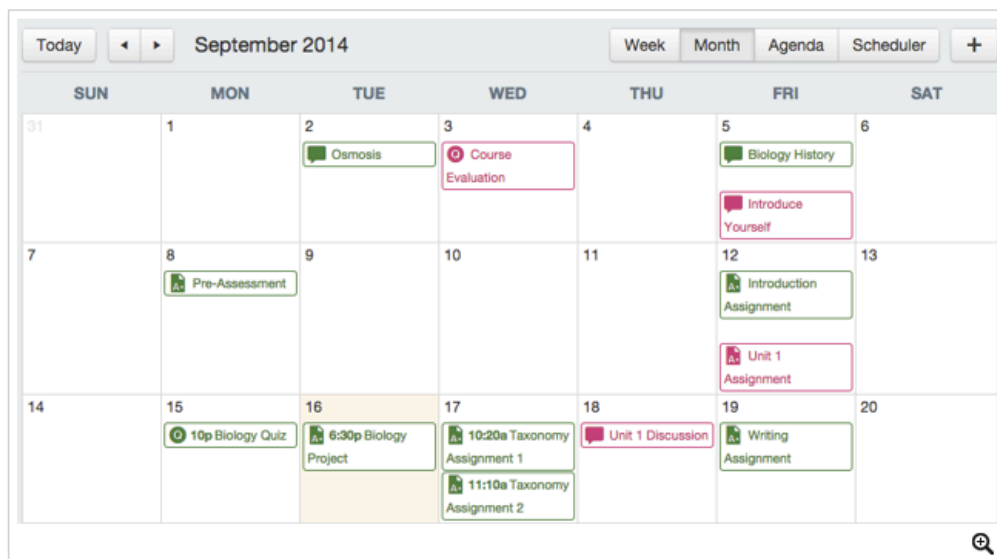 Today September 2014 Week Month Agenda Scheduler +
SUN MON TUE WED THU FRI SAT
31 1 2 3 4 5 6
Osmosis
Q Course
Evaluation
Biology History
Introduce
Yourself
7 8 9 10 11 12 13
A+ Pre-Assessment
A+ Introduction
Assignment
A+ Unit 1
Assignment
14 15 16 17 18 19 20
Q 10p Biology Quiz
A+ 6:30p Biology
Project
A+ 10:20a Taxonomy
Assignment 1
A+ 11:10a Taxonomy
Assignment 2
Unit 1 Discussion
A+ Writing
Assignment